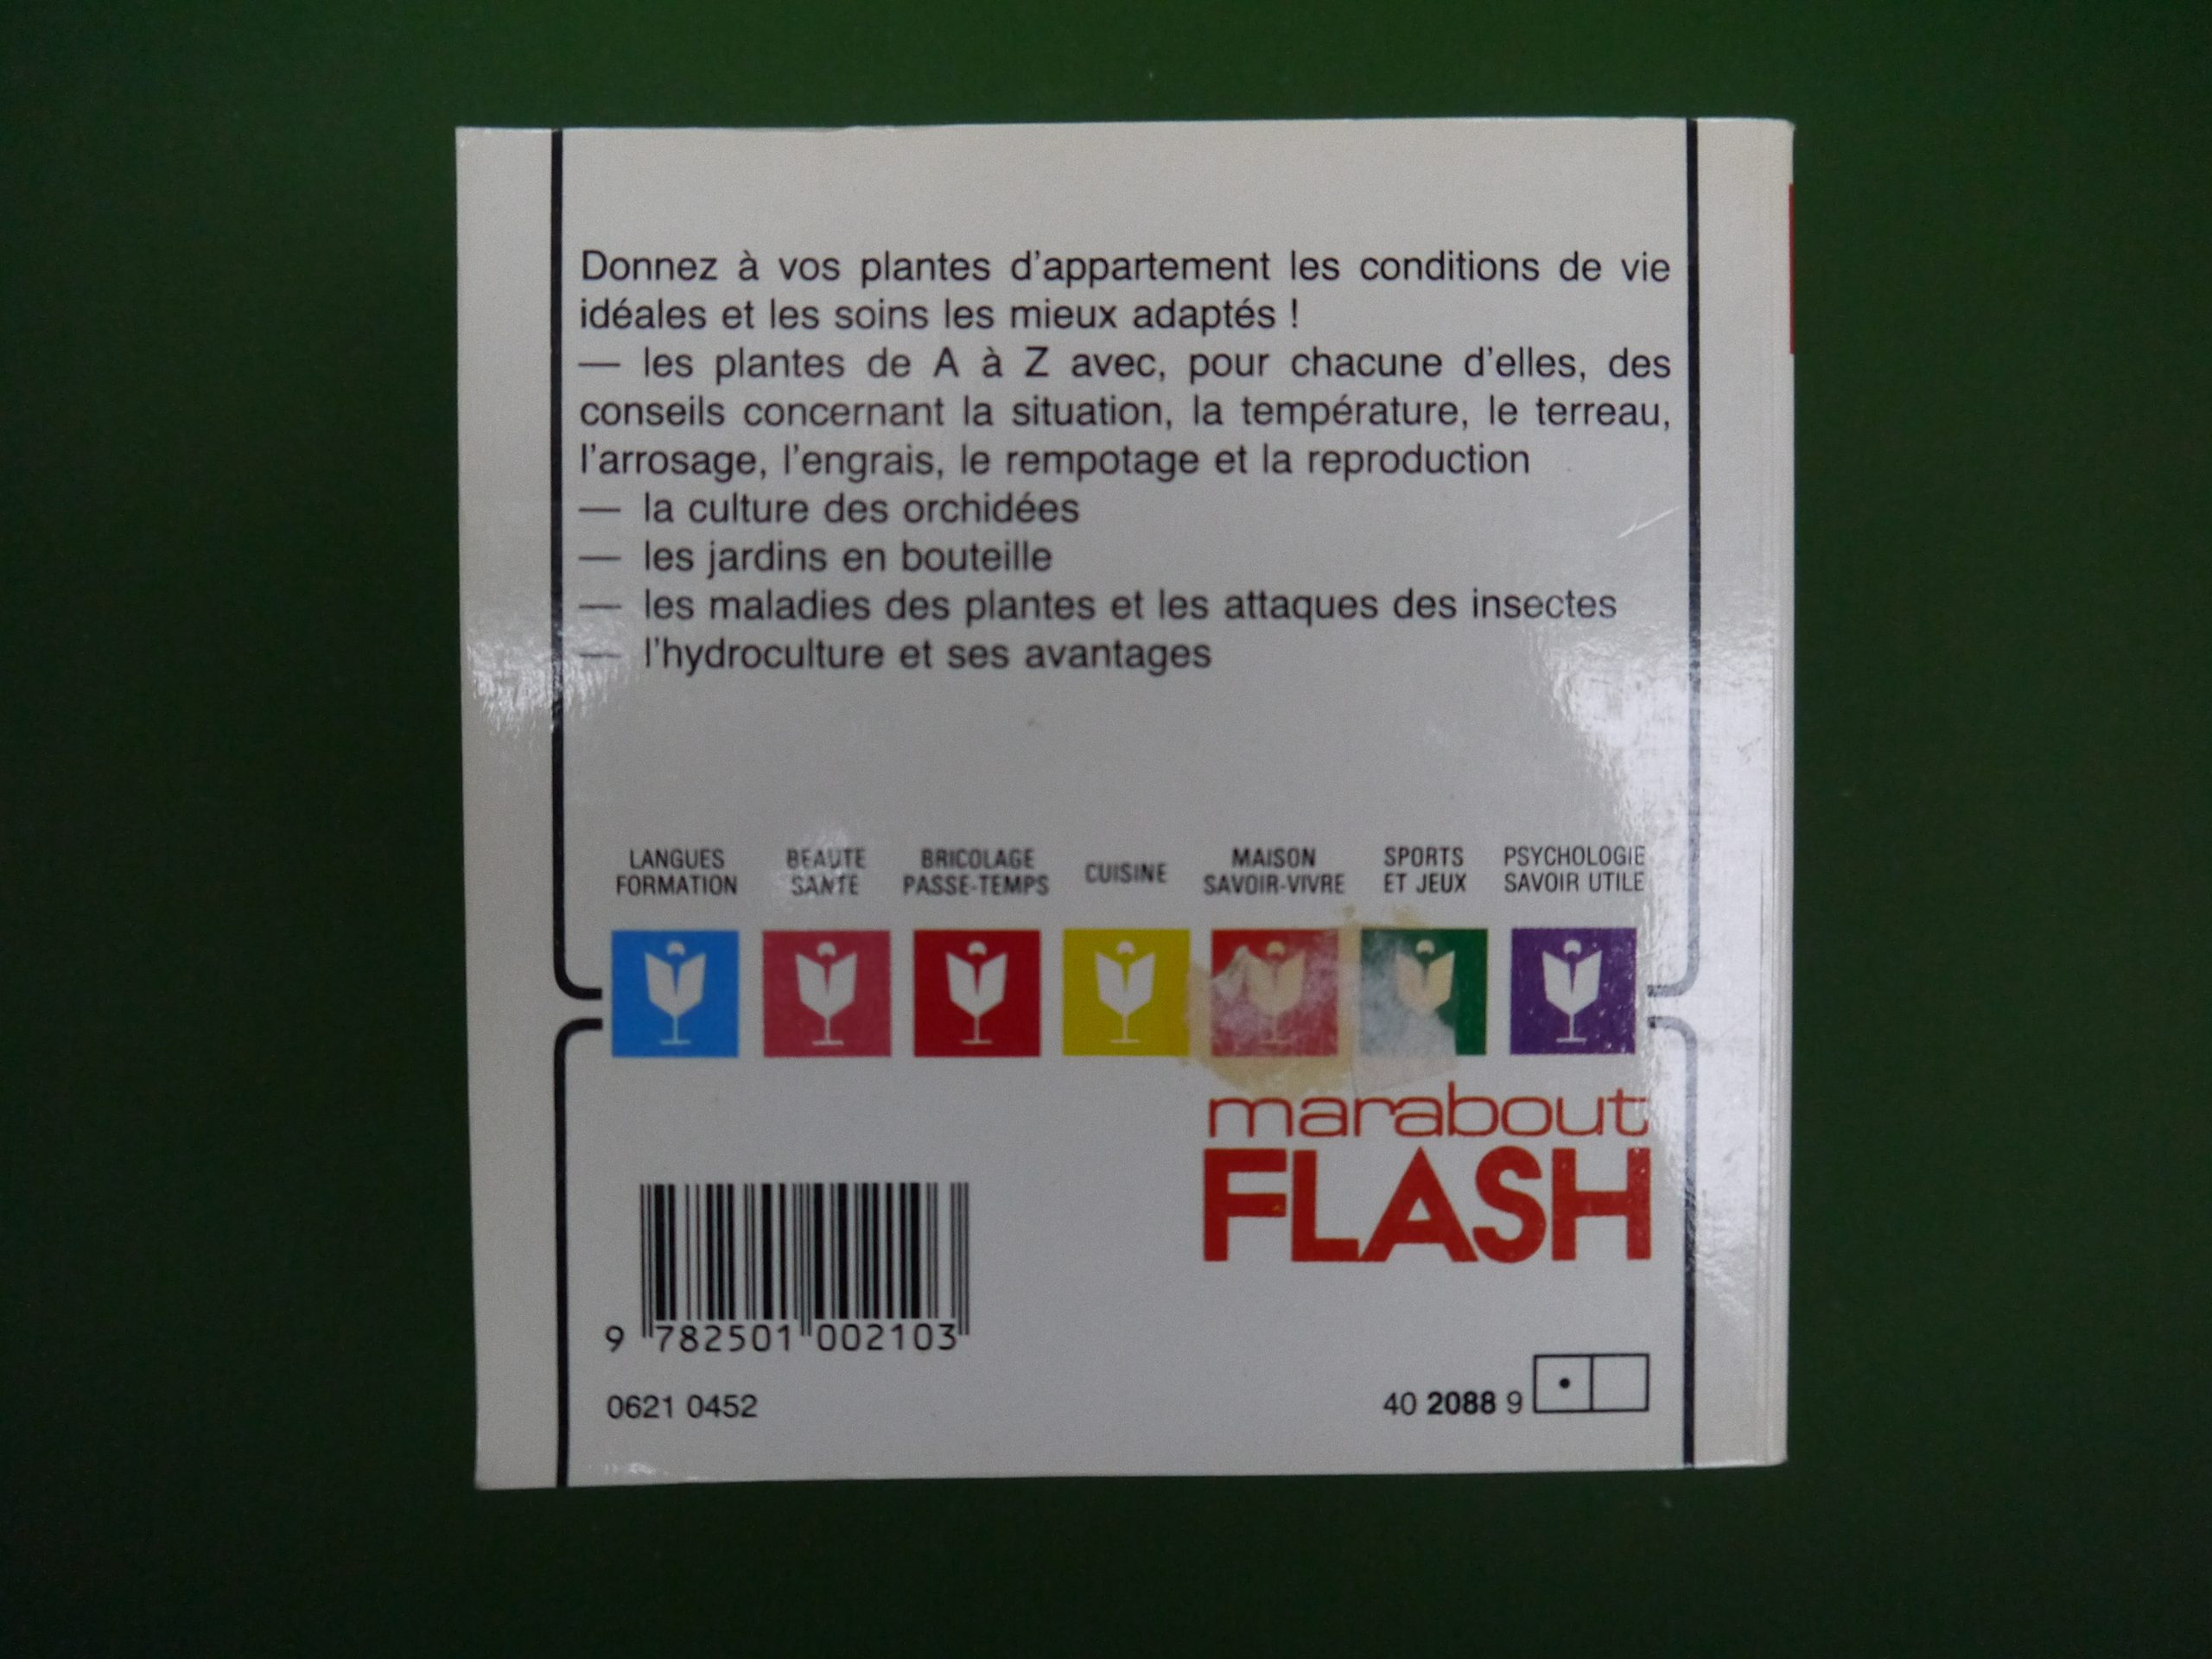 Donnez à vos plantes d'appartement les conditions de vie
idéales et les soins les mieux adaptés !
— les plantes de A à Z avec, pour chacune d'elles, des
conseils concernant la situation, la température, le terreau,
l'arrosage, l'engrais, le rempotage et la reproduction
— la culture des orchidées
— les jardins en bouteille
— les maladies des plantes et les attaques des insectes
— l'hydroculture et ses avantages
LANGUES
FORMATION
BEAUTE
SANTE
BRICOLAGE
PASSE-TEMPS
CUISINE
MAISON
SAVOIR-VIVRE
SPORTS
ET JEUX
PSYCHOLOGIE
SAVOIR UTILE
marabout
FLASH
9 782501 002103
0621 0452
40 2088 9